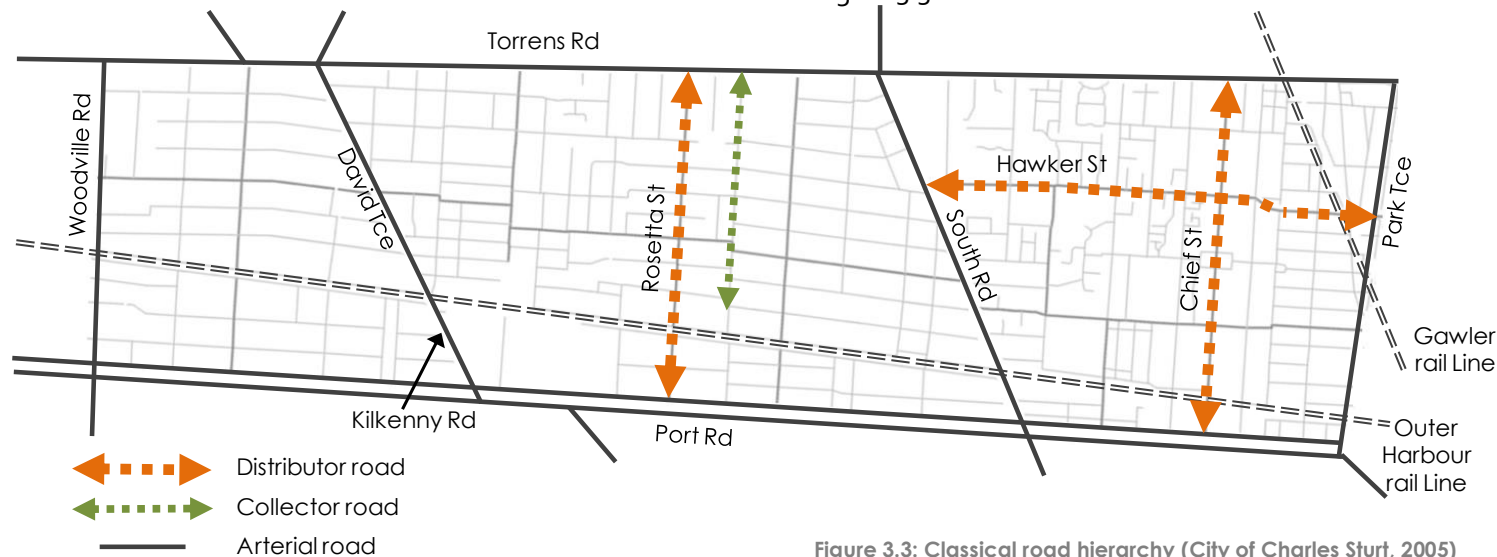 Torrens Rd
Woodville Rd
David Tce
Rosetta St
Hawker St
South Rd
Chief St
Park Tce
Gawler
rail Line
Kilkenny Rd
Port Rd
Outer
Harbour
rail Line
Distributor road
Collector road
Arterial road
Figure 3.3: Classical road hierarchy (City of Charles Sturt, 2005)